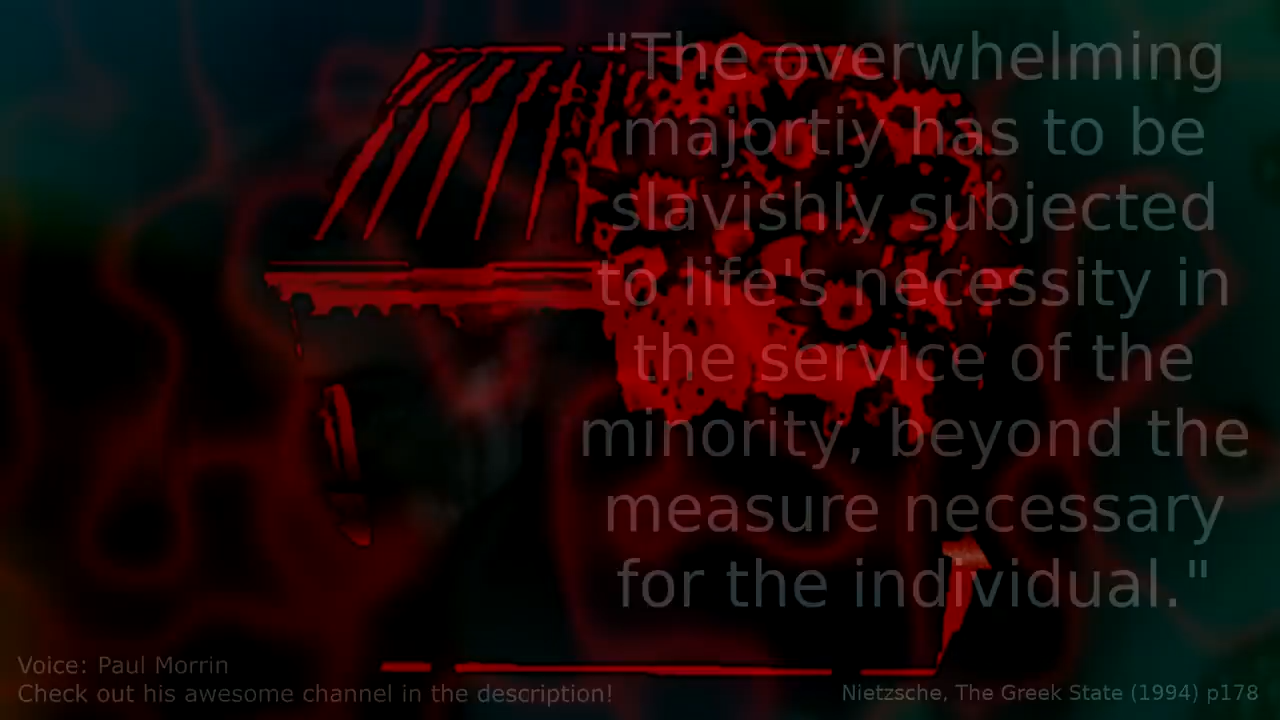 "The overwhelming
majortiy has to be
slavishly subjected
to life's necessity in
the service of the
minority, beyond the
measure necessary
for the individual."
Voice: Paul Morrin
Check out his awesome channel in the description!
Nietzsche, The Greek State (1994) p178